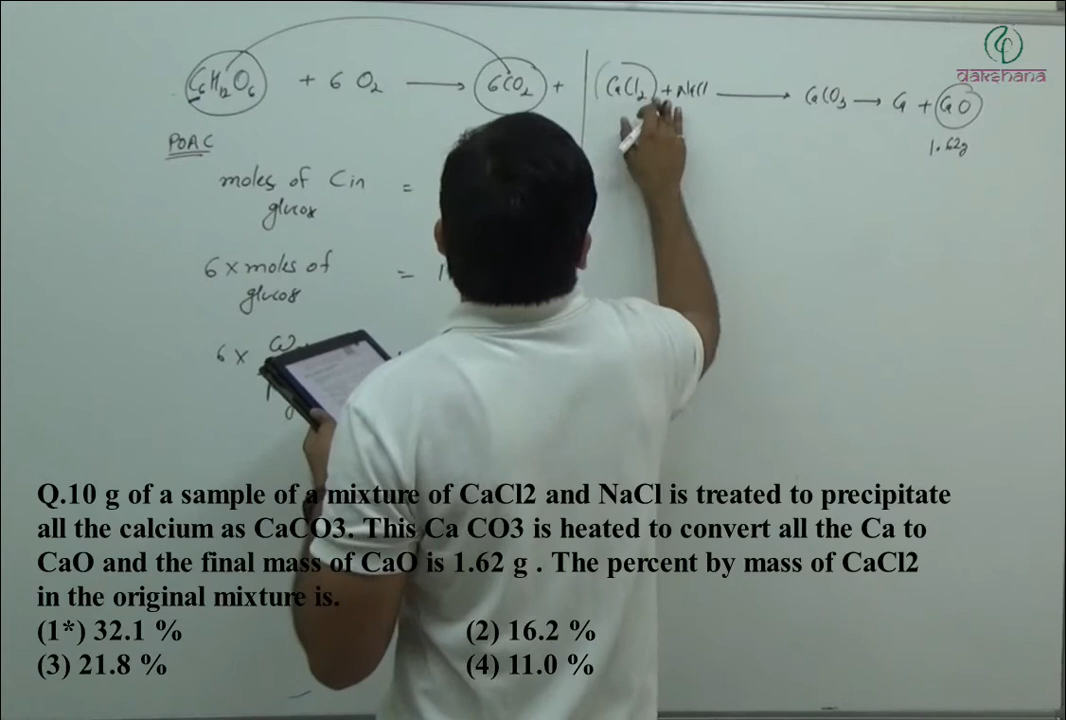 C6H12O6 + 6 O2 → 6CO2 +
CaCl2 + NaCl → CaCO3 → + CaO
1.62g
dakshana
POAC
moles of C in =
glucose
6 x moles of =
glucose
6 x
Q.10 g of a sample of a mixture of CaCl2 and NaCl is treated to precipitate
all the calcium as CaCO3. This Ca CO3 is heated to convert all the Ca to
CaO and the final mass of CaO is 1.62 g . The percent by mass of CaCl2
in the original mixture is.
(1*) 32.1 % (2) 16.2 %
(3) 21.8 % (4) 11.0 %